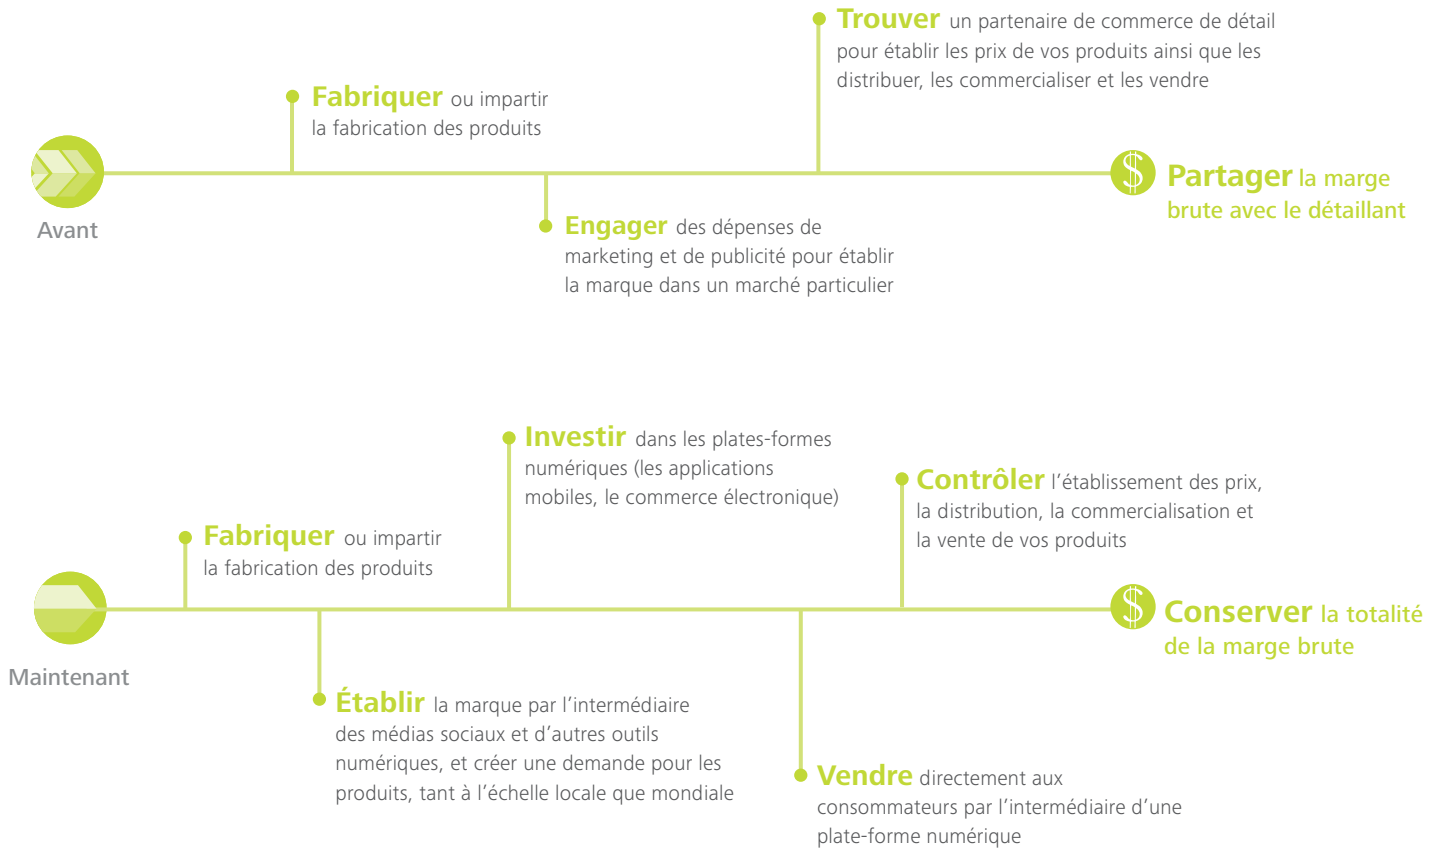 Trouver un partenaire de commerce de détail
pour établir les prix de vos produits ainsi que les
distribuer, les commercialiser et les vendre
Fabriquer ou impartir
la fabrication des produits
Avant
$
Partager la marge
brute avec le détaillant
Engager des dépenses de
marketing et de publicité pour établir
la marque dans un marché particulier
Investir dans les plates-formes
numériques (les applications
mobiles, le commerce électronique)
Contrôler l’établissement des prix,
la distribution, la commercialisation et
la vente de vos produits
Fabriquer ou impartir
la fabrication des produits
Maintenant
$
Conserver la totalité
de la marge brute
Établir la marque par l’intermédiaire
des médias sociaux et d’autres outils
numériques, et créer une demande pour les
produits, tant à l’échelle locale que mondiale
Vendre directement aux
consommateurs par l’intermédiaire d’une
plate-forme numérique